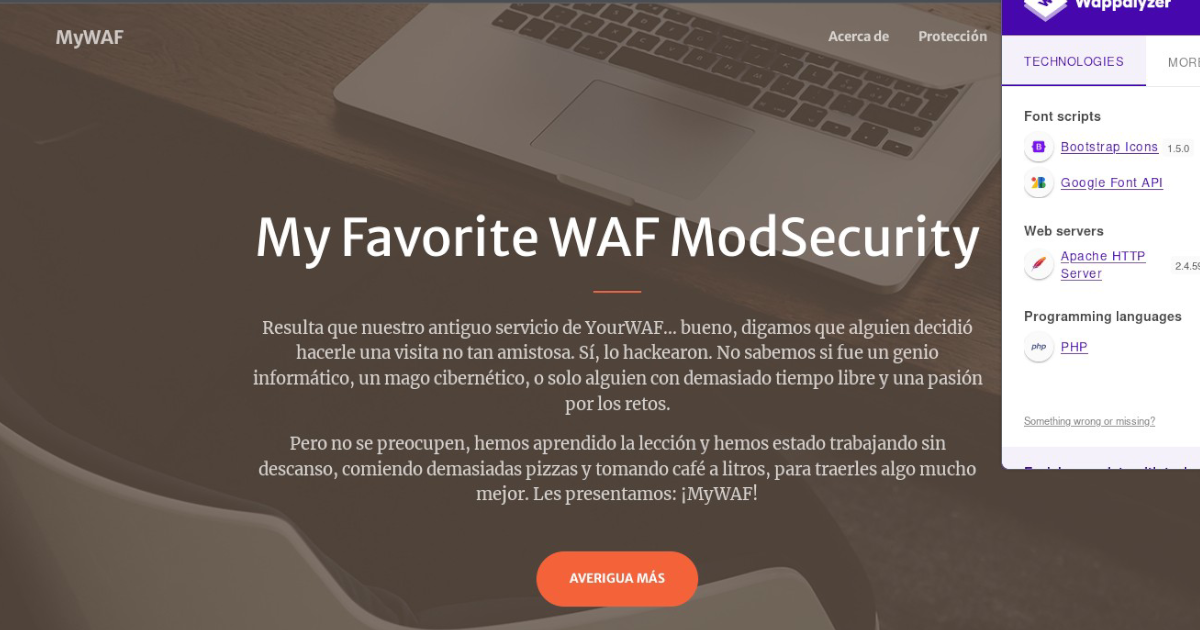 MyWAF
Acerca de
Protección
My Favorite WAF ModSecurity
Resulta que nuestro antiguo servicio de YourWAF... bueno, digamos que alguien decidió
hacerle una visita no tan amistosa. Sí, lo hackearon. No sabemos si fue un genio
informático, un mago cibernético, o solo alguien con demasiado tiempo libre y una pasión
por los retos.
Pero no se preocupen, hemos aprendido la lección y hemos estado trabajando sin
descanso, comiendo demasiadas pizzas y tomando café a litros, para traerles algo mucho
mejor. Les presentamos: ¡MyWAF!
AVERIGUA MÁS
Wappalyzer
TECHNOLOGIES
MORE
Font scripts
Bootstrap Icons 1.5.0
Google Font API
Web servers
Apache HTTP
Server
2.4.59
Programming languages
php PHP
Something wrong or missing?